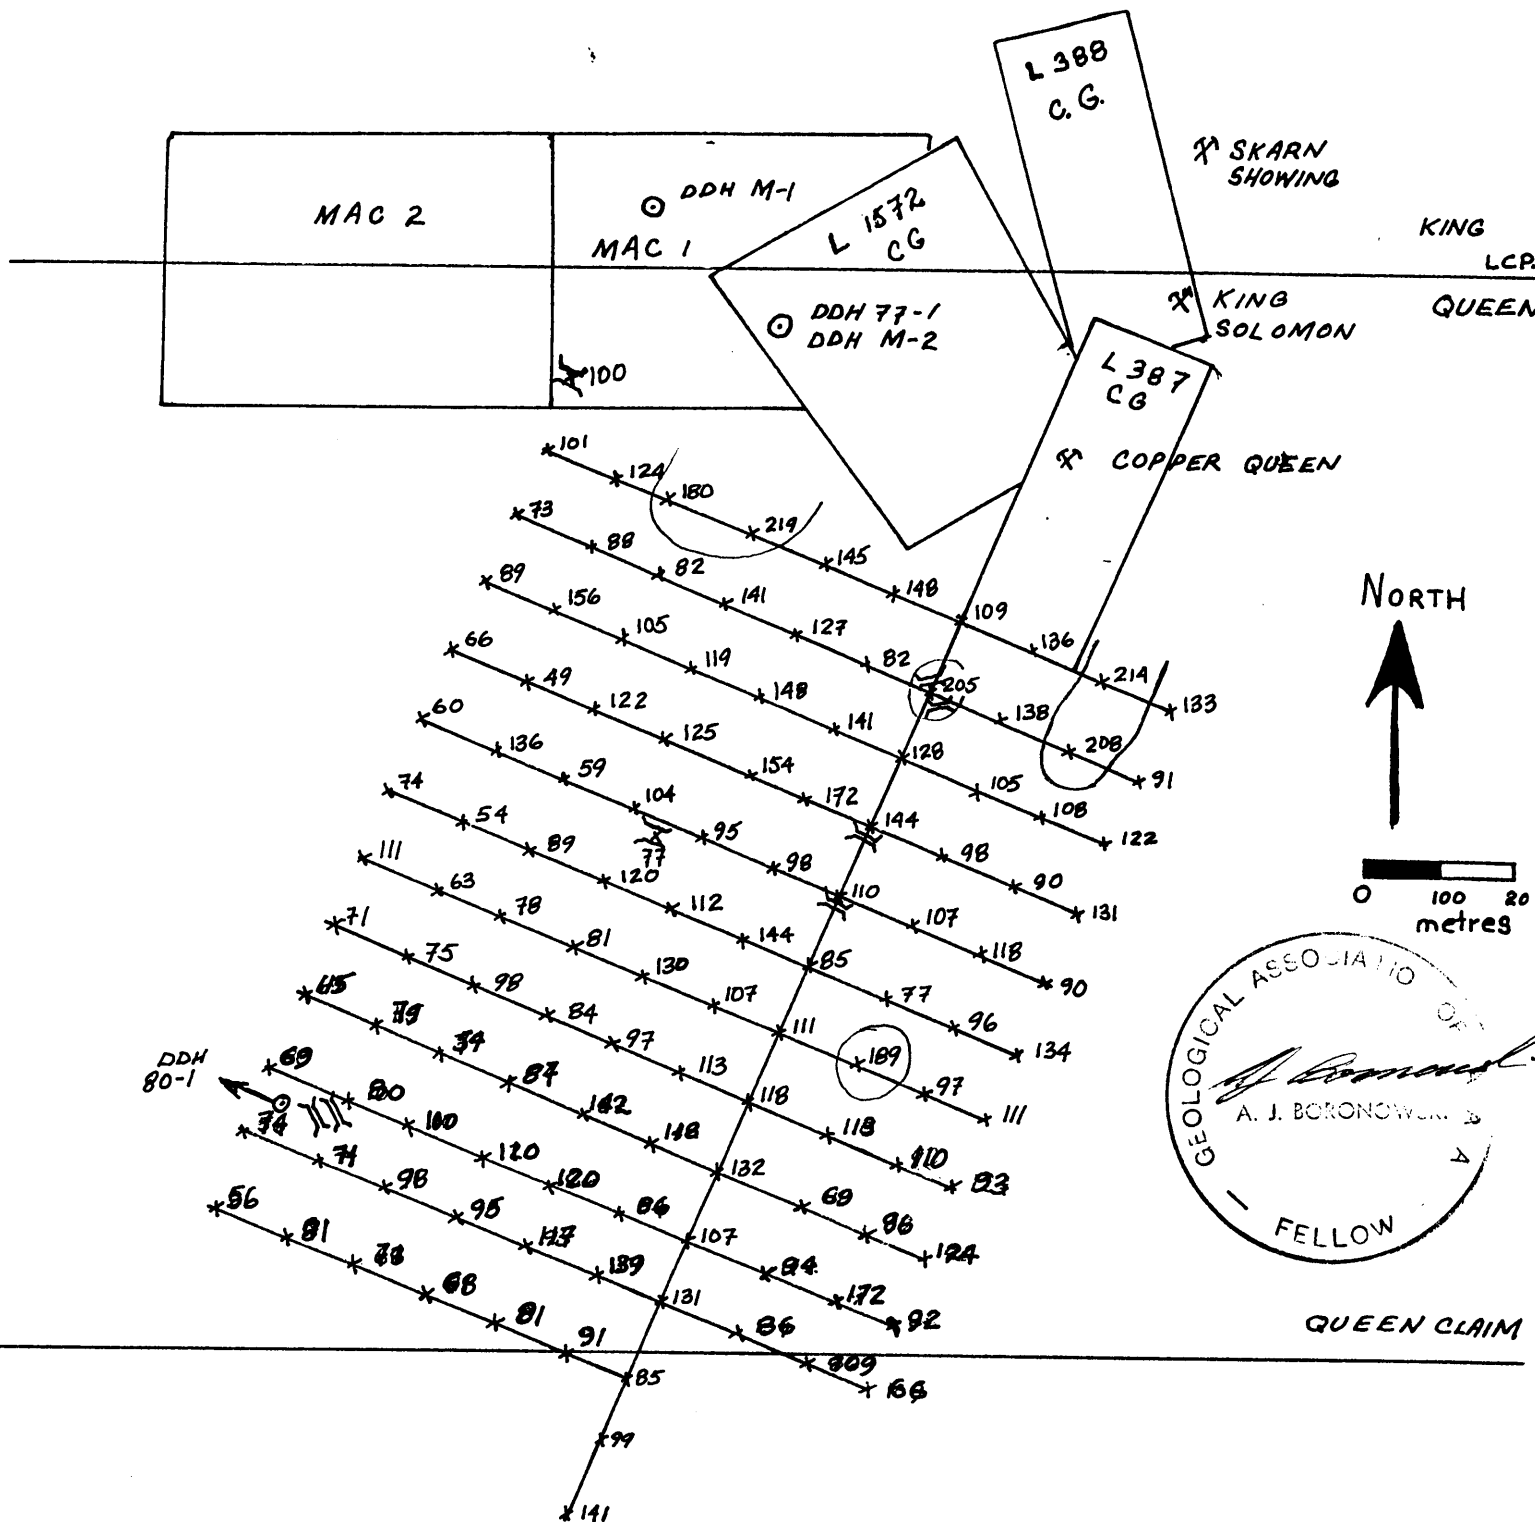 L 388
C. G.
SKARN
SHOWING
MAC 2
DDH M-1
MAC 1
L 1572
CG
KING
LCP.
QUEEN
DDH 77-1
DDH M-2
KING
SOLOMON
100
L 387
CG
COPPER QUEEN
101 124 180 219 145 148 109 136 214 133
73 88 82 141 127 82 205 138 208 91
89 156 105 119 148 141 128 105 108 122
66 49 122 125 154 172 144 98 90 131
60 136 59 104 95 98 110 107 118 90
77
74 54 89 120 112 144 85 77 96 134
111 63 78 81 130 107 111 189 97 111
71 75 98 84 97 113 118 118 110
132
DDH
80-1
69 80 120 86 107 172 92
98 95 131 86
56 81 68 81 91 85
99
141
NORTH
0 100 20
metres
GEOLOGICAL ASSOCIATIO OF
A. J. BORONOWSKI
FELLOW
QUEEN CLAIM